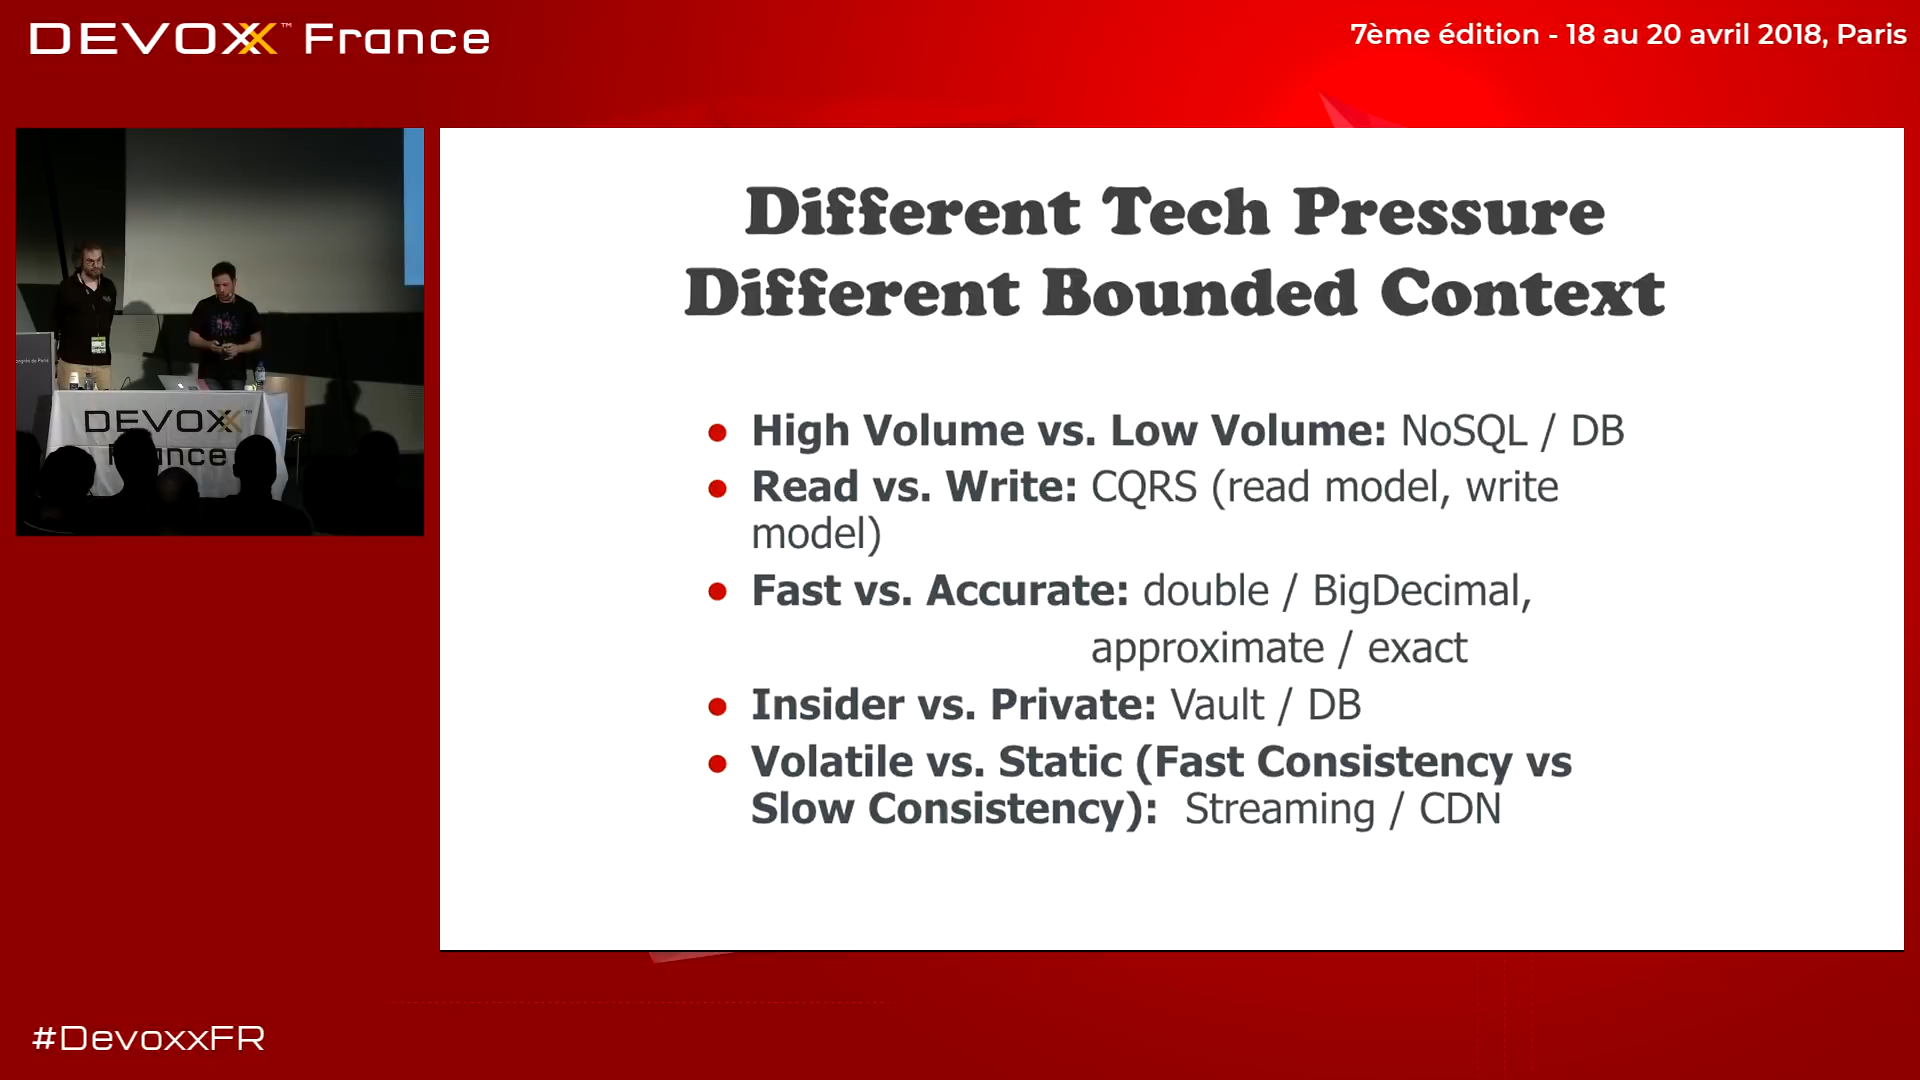 DEVOXX™ France
7ème édition - 18 au 20 avril 2018, Paris
Different Tech Pressure
Different Bounded Context
● High Volume vs. Low Volume: NoSQL / DB
● Read vs. Write: CQRS (read model, write
model)
● Fast vs. Accurate: double / BigDecimal,
approximate / exact
● Insider vs. Private: Vault / DB
● Volatile vs. Static (Fast Consistency vs
Slow Consistency): Streaming / CDN
DEVOXX™
#DevoxxFR